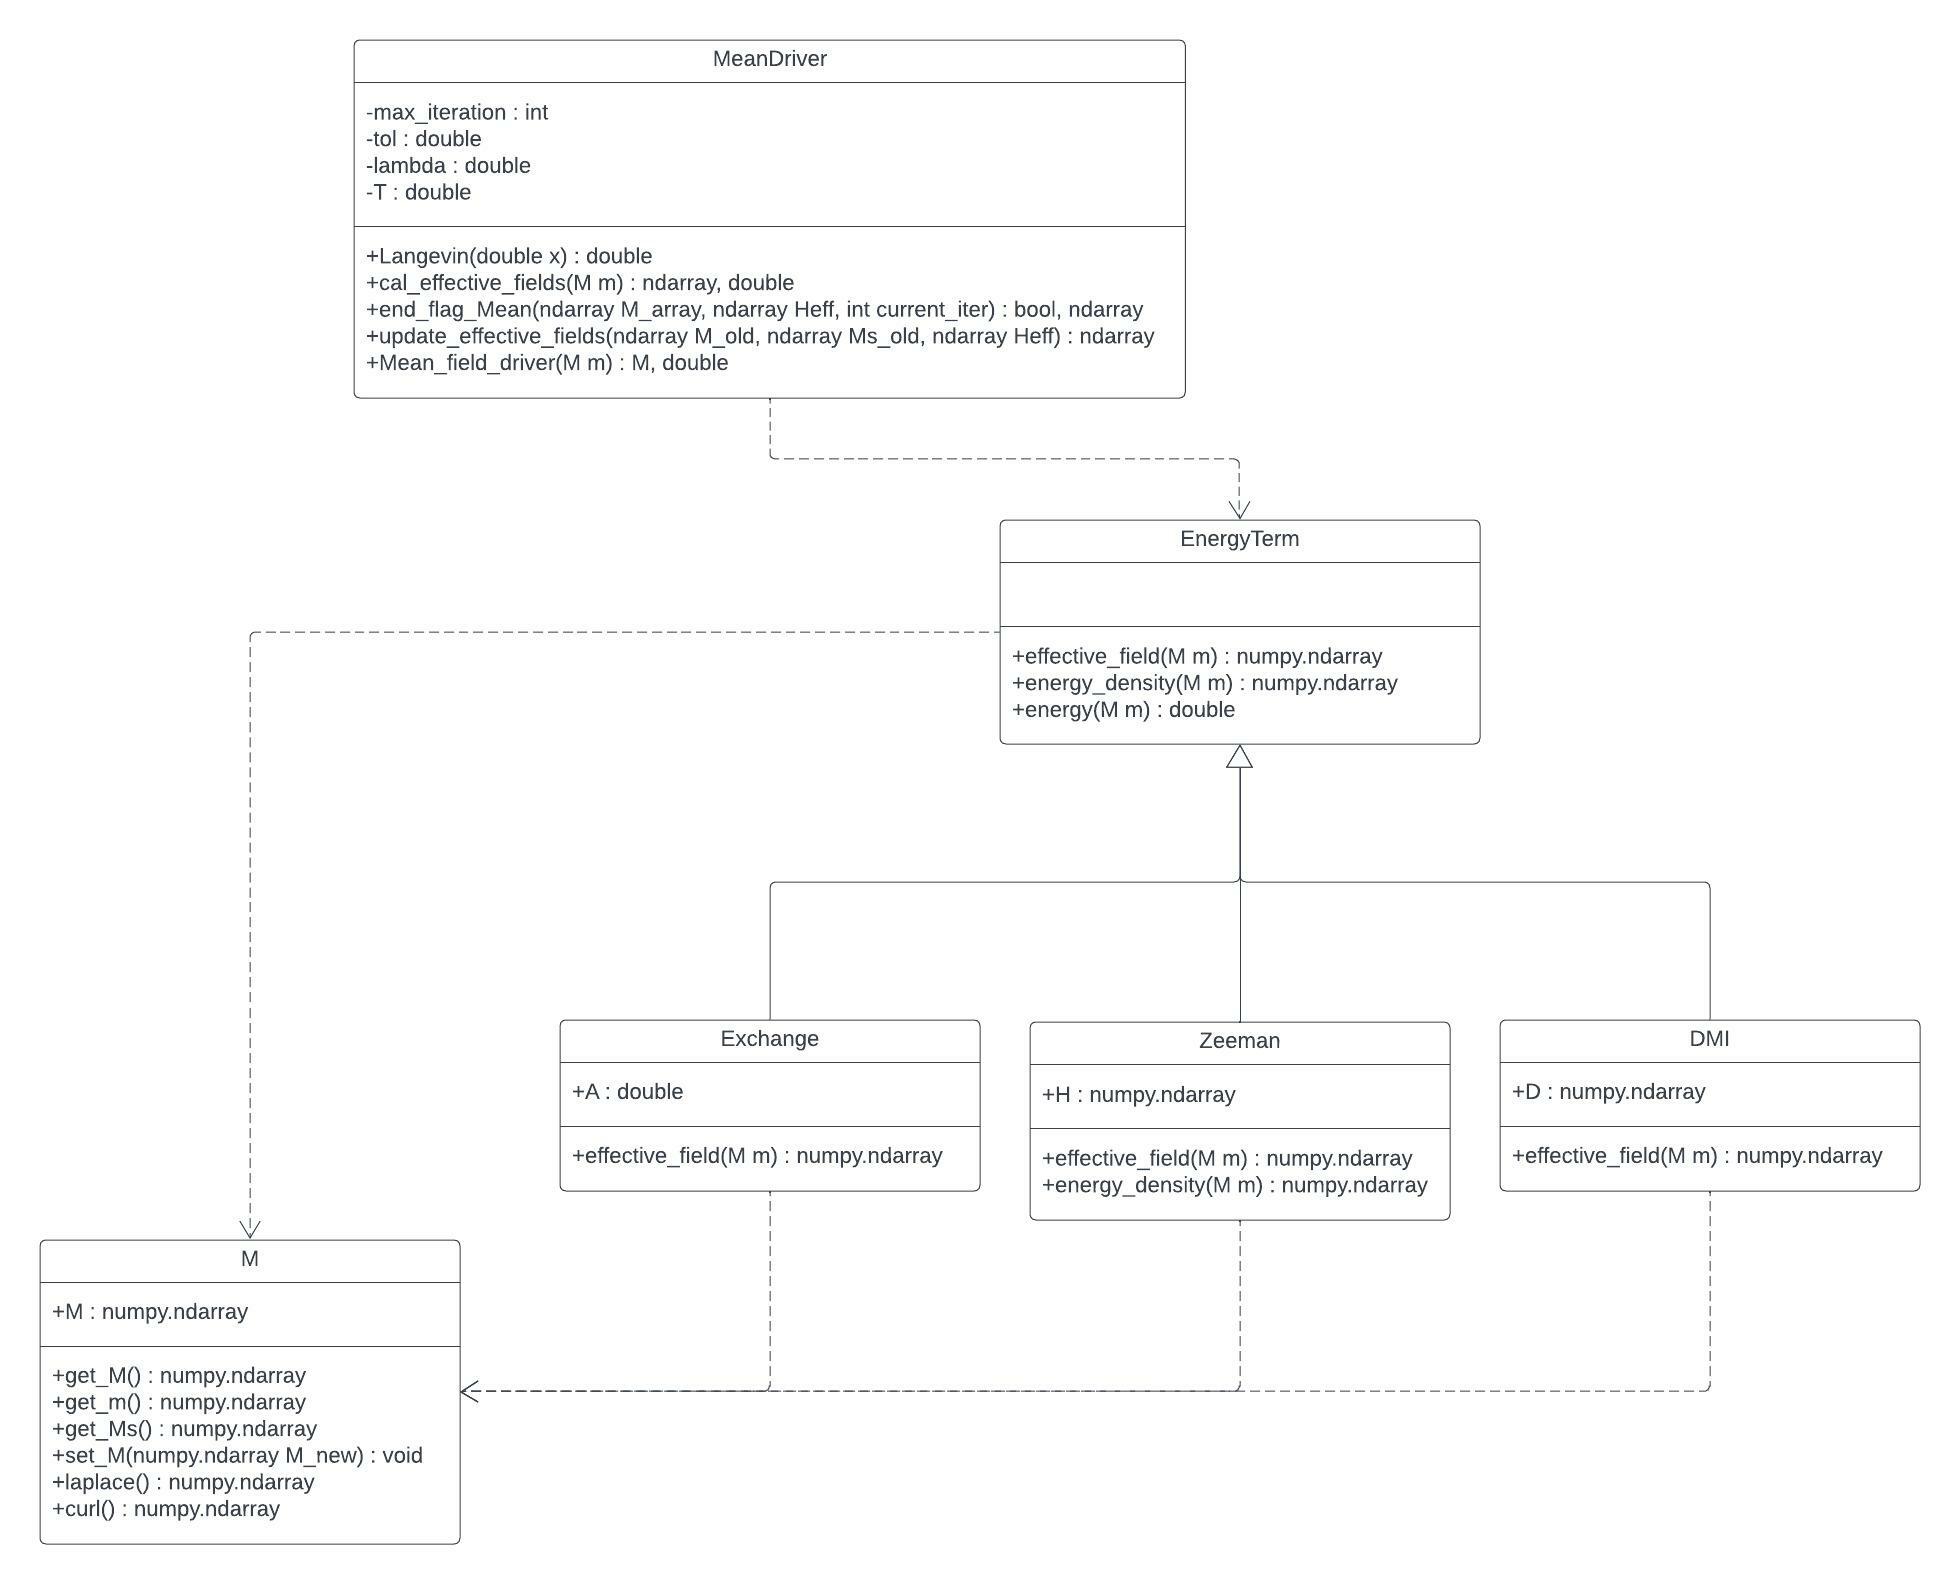 MeanDriver
-max_iteration : int
-tol : double
-lambda : double
-T : double
+Langevin(double x) : double
+cal_effective_fields(M m) : ndarray, double
+end_flag_Mean(ndarray M_array, ndarray Heff, int current_iter) : bool, ndarray
+update_effective_fields(ndarray M_old, ndarray Ms_old, ndarray Heff) : ndarray
+Mean_field_driver(M m) : M, double
EnergyTerm
+effective_field(M m) : numpy.ndarray
+energy_density(M m) : numpy.ndarray
+energy(M m) : double
Exchange
+A : double
+effective_field(M m) : numpy.ndarray
Zeeman
+H : numpy.ndarray
+effective_field(M m) : numpy.ndarray
+energy_density(M m) : numpy.ndarray
DMI
+D : numpy.ndarray
+effective_field(M m) : numpy.ndarray
M
+M : numpy.ndarray
+get_M() : numpy.ndarray
+get_m() : numpy.ndarray
+get_Ms() : numpy.ndarray
+set_M(numpy.ndarray M_new) : void
+laplace() : numpy.ndarray
+curl() : numpy.ndarray